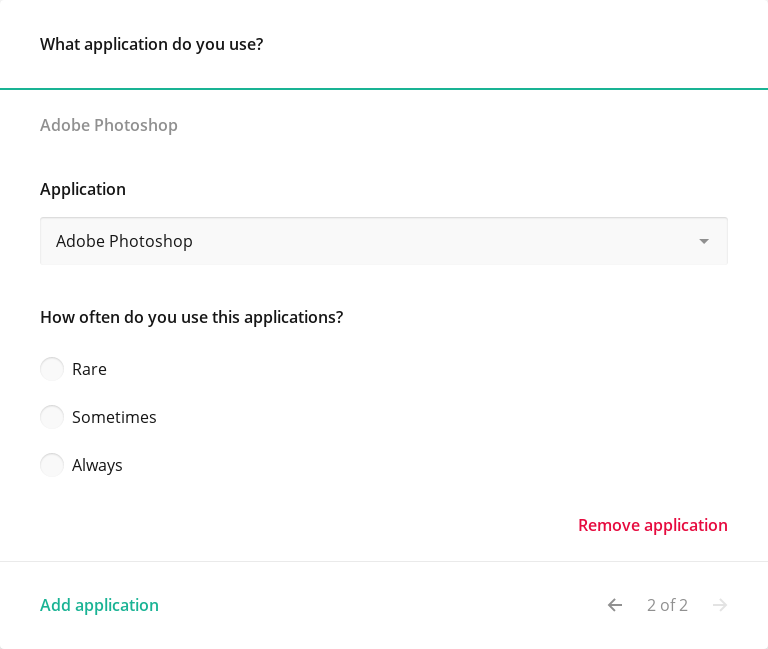 What application do you use?
Adobe Photoshop
Application
Adobe Photoshop
How often do you use this applications?
Rare
Sometimes
Always
Remove application
Add application
2 of 2